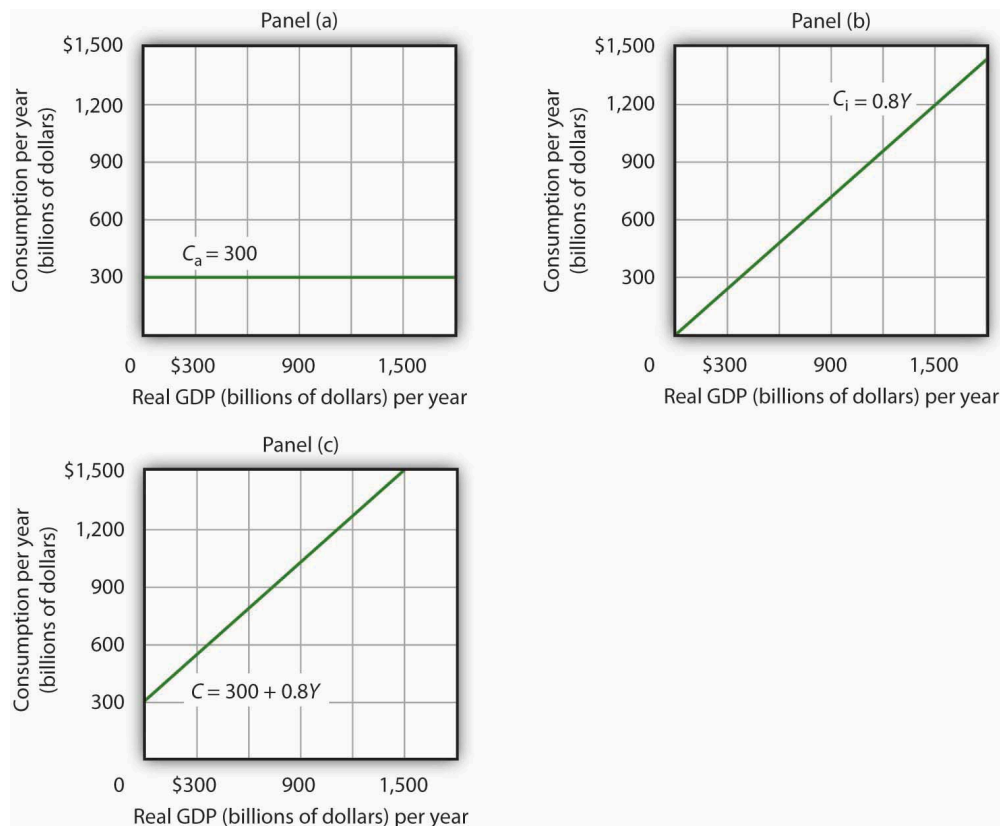 Panel (a)
Consumption per year
(billions of dollars)
$1,500
1,200
900
600
300
Cₐ = 300
0 $300 900 1,500
Real GDP (billions of dollars) per year
Panel (b)
Consumption per year
(billions of dollars)
$1,500
1,200
900
600
300
Cᵢ = 0.8Y
0 $300 900 1,500
Real GDP (billions of dollars) per year
Panel (c)
Consumption per year
(billions of dollars)
$1,500
1,200
900
600
300
C = 300 + 0.8Y
0 $300 900 1,500
Real GDP (billions of dollars) per year